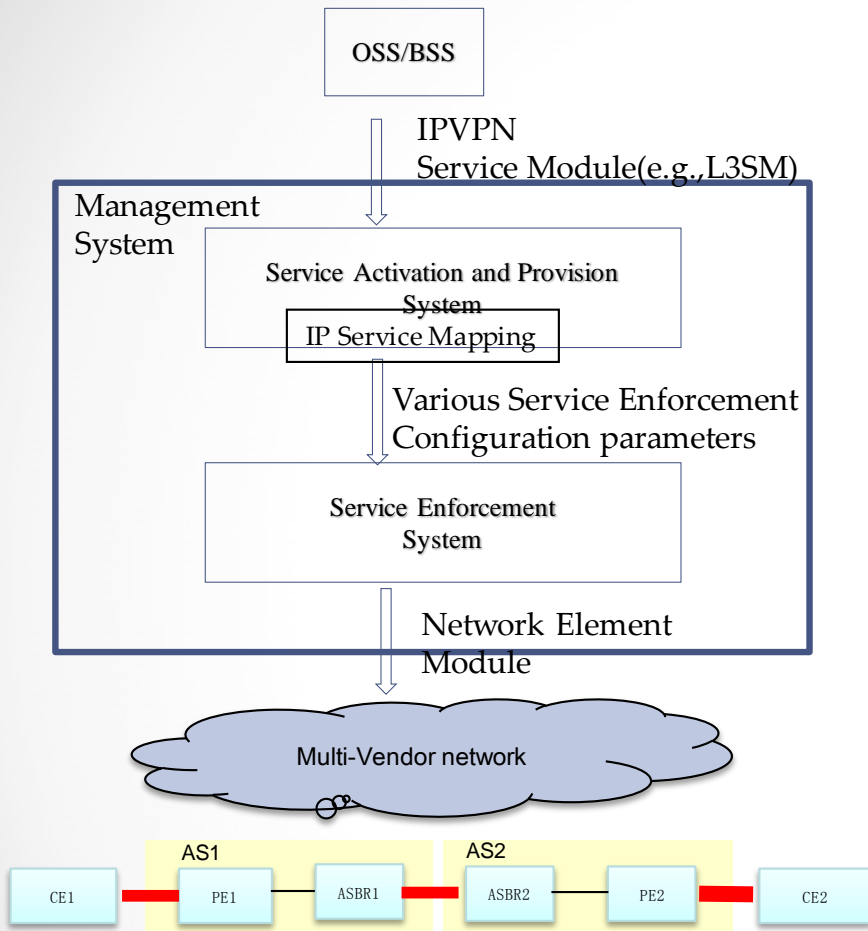 OSS/BSS
IPVPN
Service Module(e.g.,L3SM)
Management
System
Service Activation and Provision
System
IP Service Mapping
Various Service Enforcement
Configuration parameters
Service Enforcement
System
Network Element
Module
Multi-Vendor network
AS1
AS2
CE1
PE1
ASBR1
ASBR2
PE2
CE2